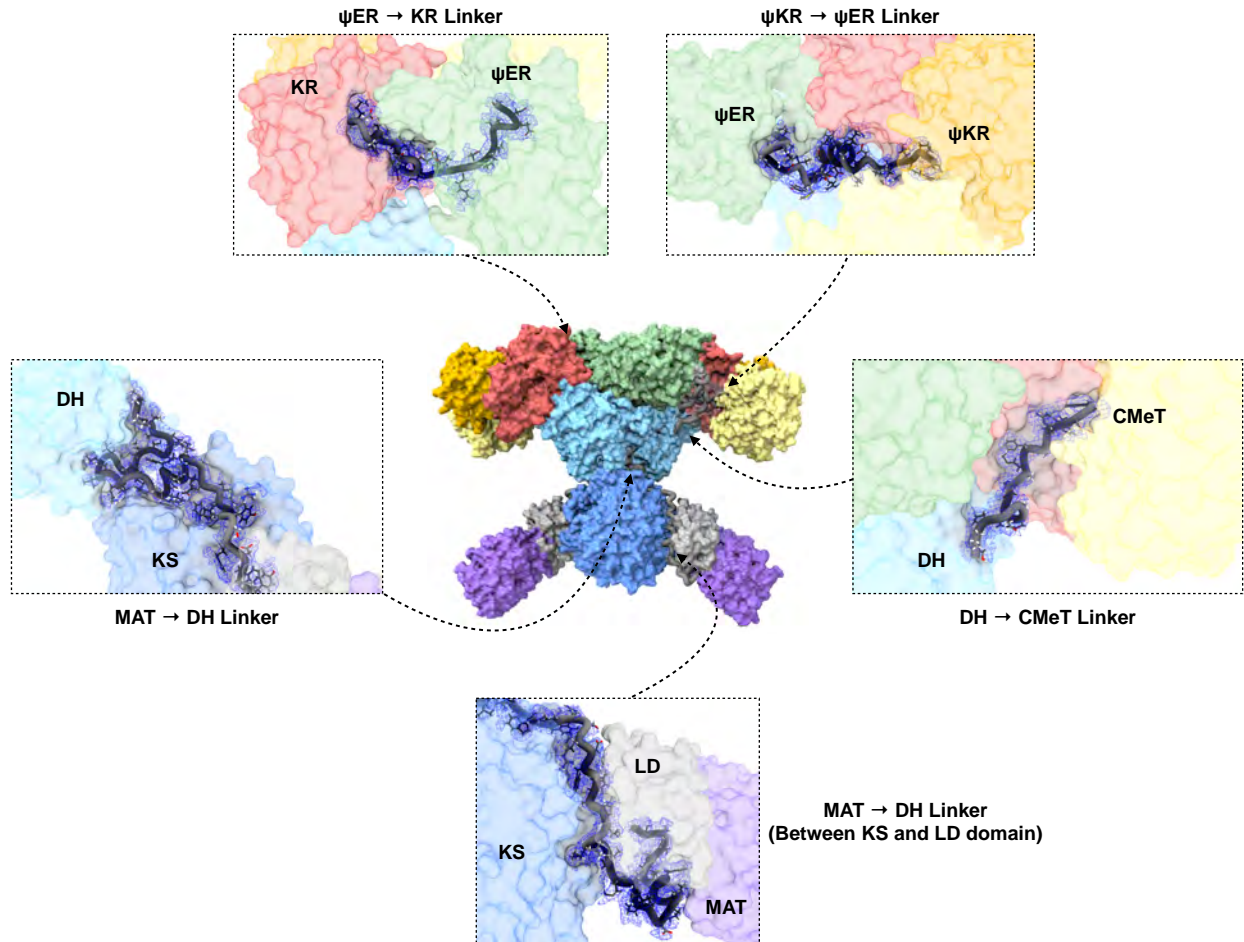 ψER → KR Linker
KR
ψER
ψKR → ψER Linker
ψER
ψKR
DH
KS
MAT → DH Linker
CMeT
DH
DH → CMeT Linker
LD
KS
MAT
MAT → DH Linker
(Between KS and LD domain)